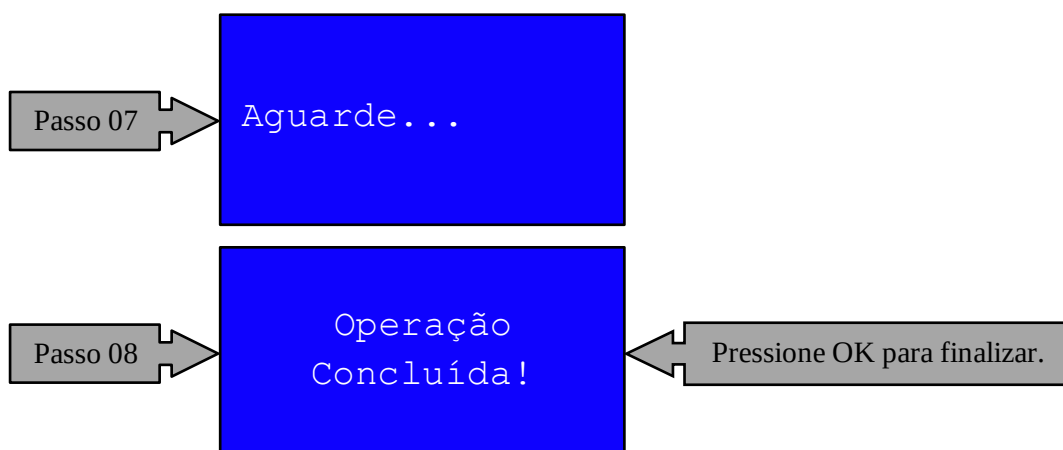 Passo 07
Aguarde...
Passo 08
Operação
Concluída!
Pressione OK para finalizar.